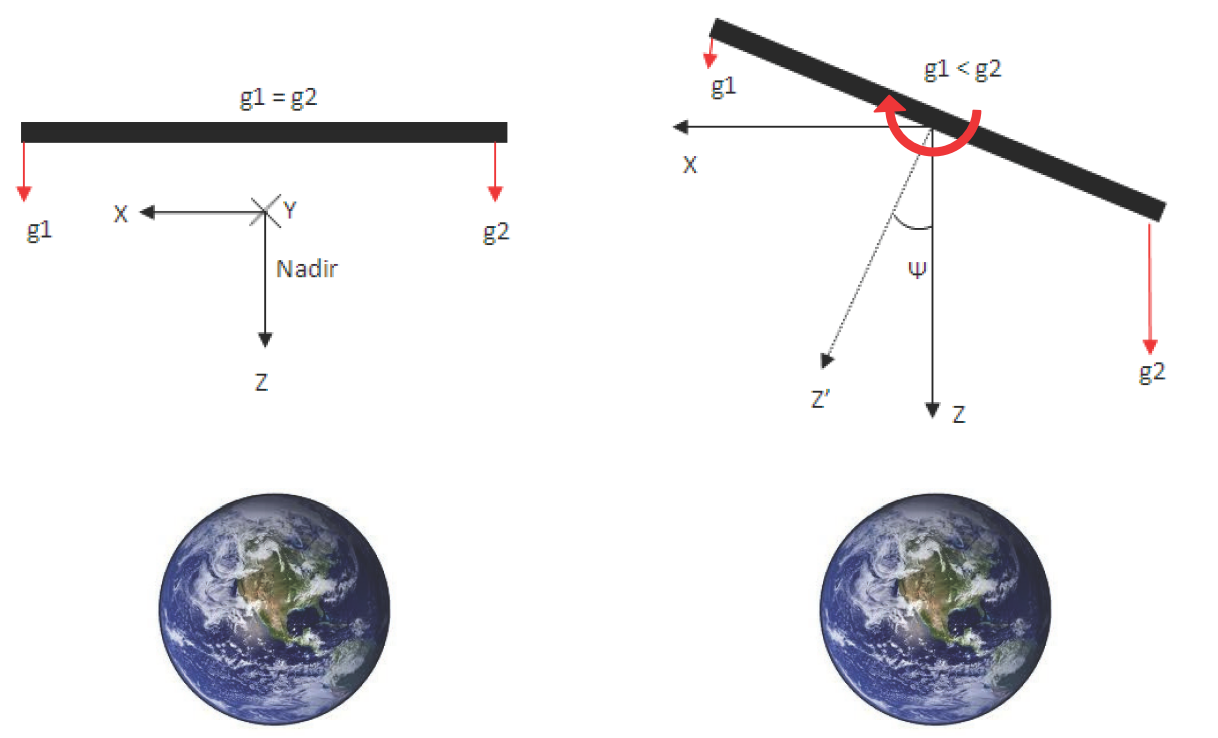 g1 = g2
g1
g2
X
Y
Nadir
Z
g1 < g2
g1
X
Ψ
Z'
Z
g2